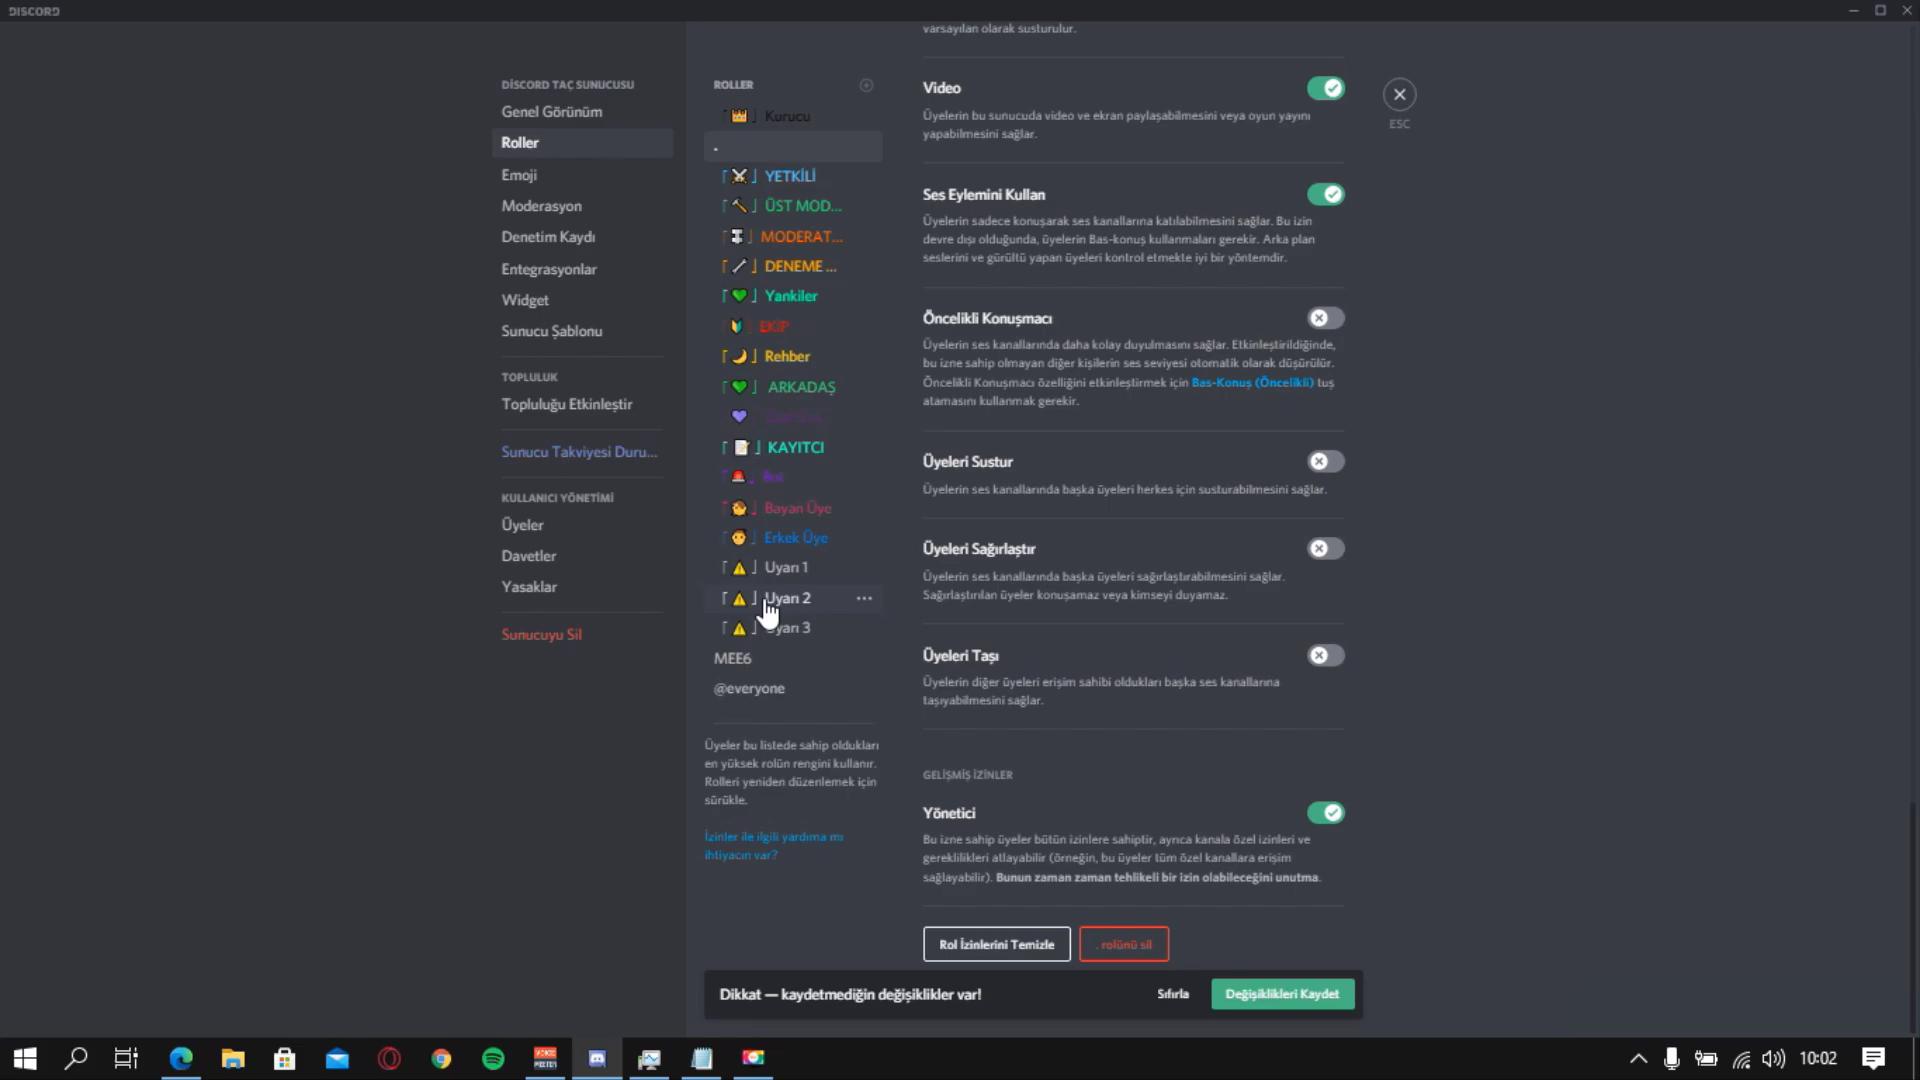 DISCORD
DİSCORD TAÇ SUNUCUSU
Genel Görünüm
Roller
Emoji
Moderasyon
Denetim Kaydı
Entegrasyonlar
Widget
Sunucu Şablonu
TOPLULUK
Topluluğu Etkinleştir
Sunucu Takviyesi Duru...
KULLANICI YÖNETİMİ
Üyeler
Davetler
Yasaklar
Sunucuyu Sil
ROLLER
「 」 Kurucu
.
「 」 YETKİLİ
「 」 ÜST MOD...
「 」 MODERAT...
「 」 DENEME ...
「 」 Yankiler
EKİP
「 」 Rehber
「 」 ARKADAŞ
「 」 KAYITCI
「 」 Bot
「 」 Bayan Üye
「 」 Erkek Üye
「 」 Uyarı 1
「 」 Uyarı 2
「 」 Uyarı 3
MEE6
@everyone
Üyeler bu listede sahip oldukları
en yüksek rolün rengini kullanır.
Rolleri yeniden düzenlemek için
sürükle.
İzinler ile ilgili yardıma mı
ihtiyacın var?
varsayılan olarak susturulur.
Video
Üyelerin bu sunucuda video ve ekran paylaşabilmesini veya oyun yayını
yapabilmesini sağlar.
Ses Eylemini Kullan
Üyelerin sadece konuşarak ses kanallarına katılabilmesini sağlar. Bu izin
devre dışı olduğunda, üyelerin Bas-konuş kullanmaları gerekir. Arka plan
seslerini ve gürültü yapan üyeleri kontrol etmekte iyi bir yöntemdir.
Öncelikli Konuşmacı
Üyelerin ses kanallarında daha kolay duyulmasını sağlar. Etkinleştirildiğinde,
bu izne sahip olmayan diğer kişilerin ses seviyesi otomatik olarak düşürülür.
Öncelikli Konuşmacı özelliğini etkinleştirmek için Bas-Konuş (Öncelikli) tuş
atamasını kullanmak gerekir.
Üyeleri Sustur
Üyelerin ses kanallarında başka üyeleri herkes için susturabilmesini sağlar.
Üyeleri Sağırlaştır
Üyelerin ses kanallarında başka üyeleri sağırlaştırabilmesini sağlar.
Sağırlaştırılan üyeler konuşamaz veya kimseyi duyamaz.
Üyeleri Taşı
Üyelerin diğer üyeleri erişim sahibi oldukları başka ses kanallarına
taşıyabilmesini sağlar.
GELİŞMİŞ İZİNLER
Yönetici
Bu izne sahip üyeler bütün izinlere sahiptir, ayrıca kanala özel izinleri ve
gereklilikleri atlayabilir (örneğin, bu üyeler tüm özel kanallara erişim
sağlayabilir). Bunun zaman zaman tehlikeli bir izin olabileceğini unutma.
Rol İzinlerini Temizle
. rolünü sil
Dikkat — kaydetmediğin değişiklikler var!
Sıfırla
Değişiklikleri Kaydet
ESC
10:02